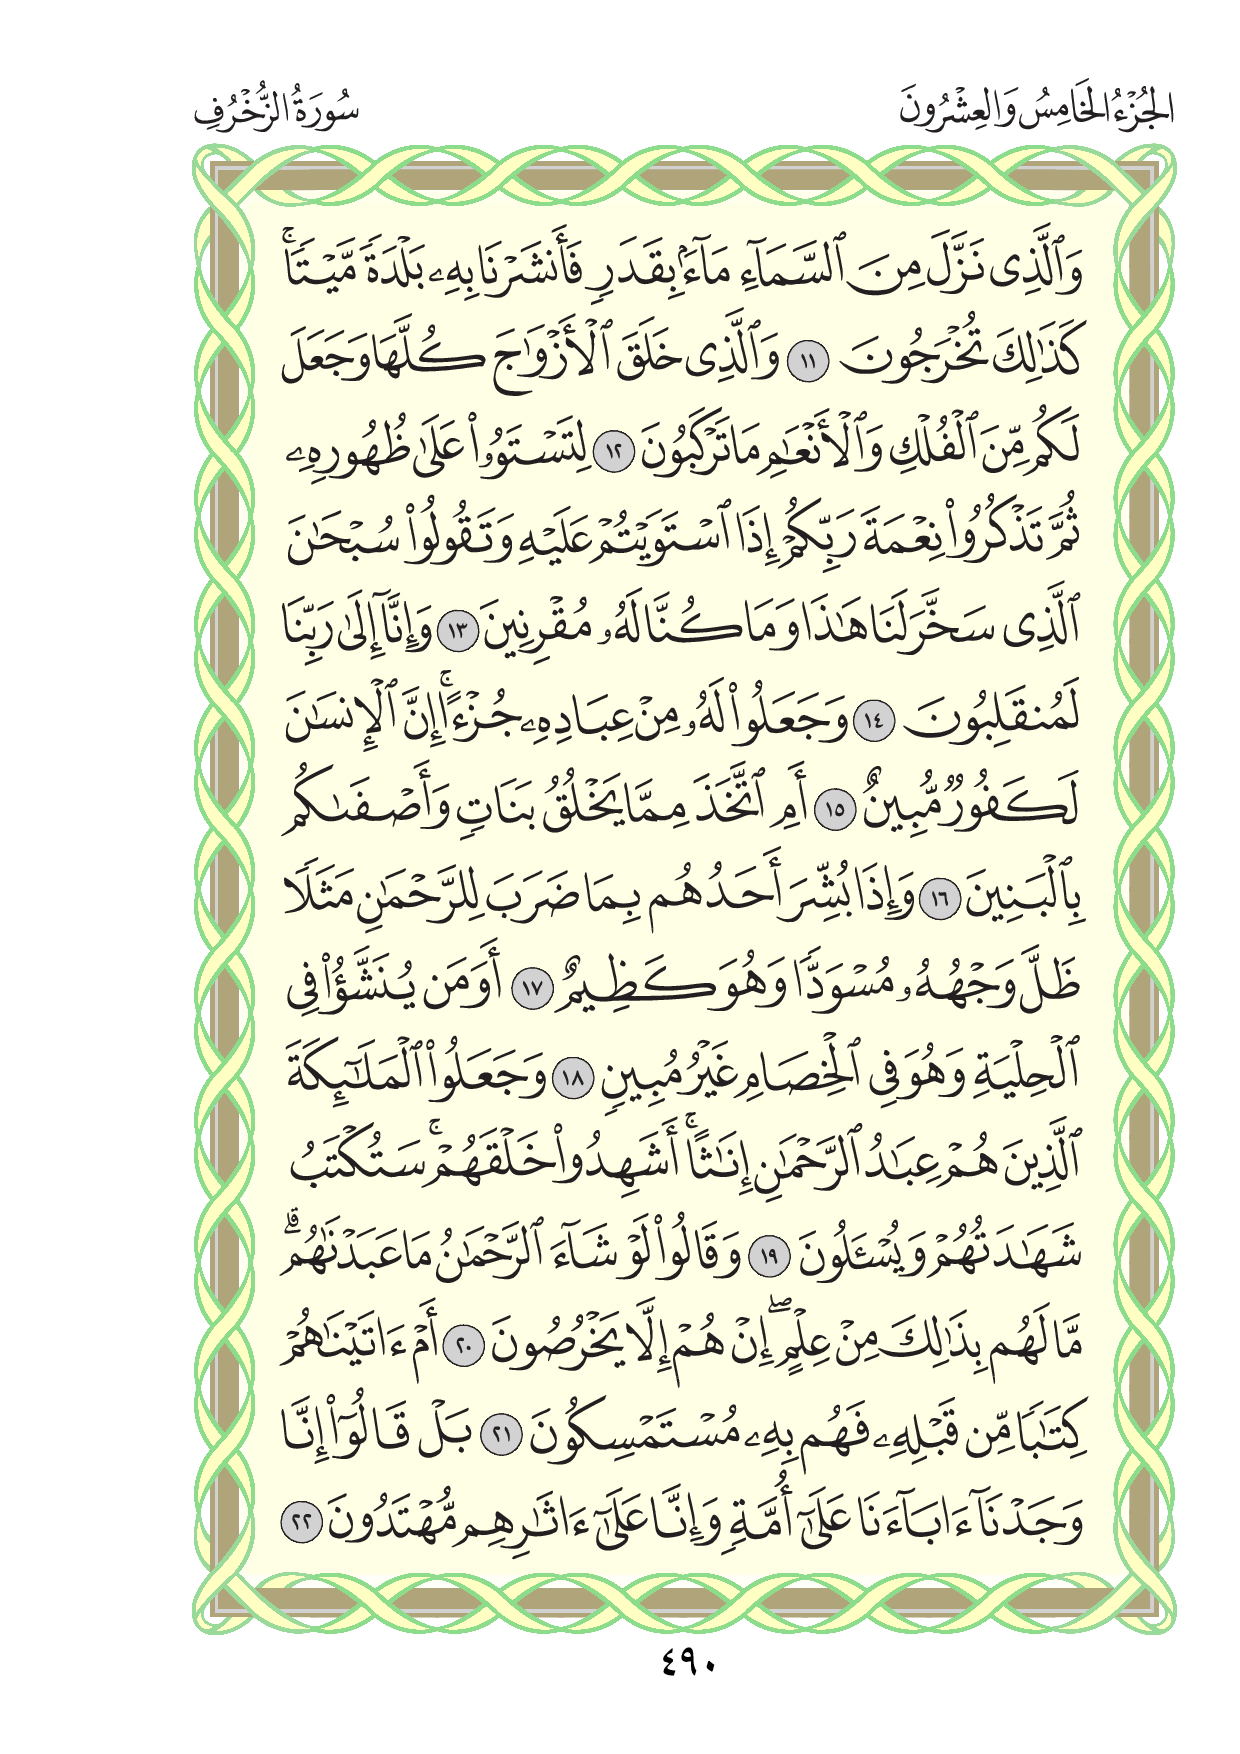 الجُزْءُ الخَامِسُ وَالعِشْرُونَ
سُورَةُ الزُّخْرُفِ
وَٱلَّذِى نَزَّلَ مِنَ ٱلسَّمَآءِ مَآءًۢ بِقَدَرٍ فَأَنشَرْنَا بِهِۦ بَلْدَةً مَّيْتًاۚ
كَذَٰلِكَ تُخْرَجُونَ ۝١١ وَٱلَّذِى خَلَقَ ٱلْأَزْوَٰجَ كُلَّهَا وَجَعَلَ
لَكُم مِّنَ ٱلْفُلْكِ وَٱلْأَنْعَٰمِ مَا تَرْكَبُونَ ۝١٢ لِتَسْتَوُۥا۟ عَلَىٰ ظُهُورِهِۦ
ثُمَّ تَذْكُرُوا۟ نِعْمَةَ رَبِّكُمْ إِذَا ٱسْتَوَيْتُمْ عَلَيْهِ وَتَقُولُوا۟ سُبْحَٰنَ
ٱلَّذِى سَخَّرَ لَنَا هَٰذَا وَمَا كُنَّا لَهُۥ مُقْرِنِينَ ۝١٣ وَإِنَّآ إِلَىٰ رَبِّنَا
لَمُنقَلِبُونَ ۝١٤ وَجَعَلُوا۟ لَهُۥ مِنْ عِبَادِهِۦ جُزْءًاۚ إِنَّ ٱلْإِنسَٰنَ
لَكَفُورٌ مُّبِينٌ ۝١٥ أَمِ ٱتَّخَذَ مِمَّا يَخْلُقُ بَنَاتٍ وَأَصْفَىٰكُم
بِٱلْبَنِينَ ۝١٦ وَإِذَا بُشِّرَ أَحَدُهُم بِمَا ضَرَبَ لِلرَّحْمَٰنِ مَثَلًا
ظَلَّ وَجْهُهُۥ مُسْوَدًّا وَهُوَ كَظِيمٌ ۝١٧ أَوَمَن يُنَشَّؤُا۟ فِى
ٱلْحِلْيَةِ وَهُوَ فِى ٱلْخِصَامِ غَيْرُ مُبِينٍ ۝١٨ وَجَعَلُوا۟ ٱلْمَلَٰٓئِكَةَ
ٱلَّذِينَ هُمْ عِبَٰدُ ٱلرَّحْمَٰنِ إِنَٰثًاۚ أَشَهِدُوا۟ خَلْقَهُمْۚ سَتُكْتَبُ
شَهَٰدَتُهُمْ وَيُسْـَٔلُونَ ۝١٩ وَقَالُوا۟ لَوْ شَآءَ ٱلرَّحْمَٰنُ مَا عَبَدْنَٰهُمۗ
مَّا لَهُم بِذَٰلِكَ مِنْ عِلْمٍۖ إِنْ هُمْ إِلَّا يَخْرُصُونَ ۝٢٠ أَمْ ءَاتَيْنَٰهُمْ
كِتَٰبًا مِّن قَبْلِهِۦ فَهُم بِهِۦ مُسْتَمْسِكُونَ ۝٢١ بَلْ قَالُوٓا۟ إِنَّا
وَجَدْنَآ ءَابَآءَنَا عَلَىٰٓ أُمَّةٍ وَإِنَّا عَلَىٰٓ ءَاثَٰرِهِم مُّهْتَدُونَ ۝٢٢
٤٩٠